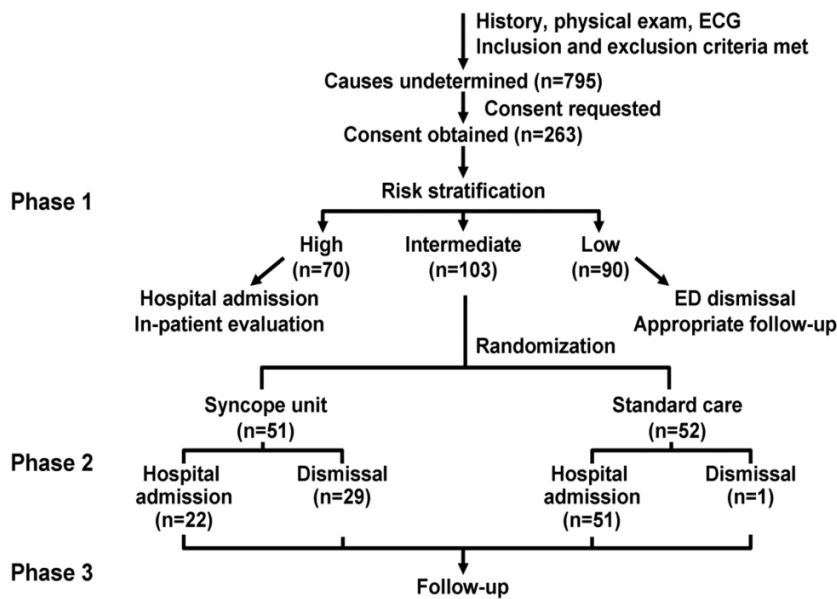 History, physical exam, ECG
Inclusion and exclusion criteria met
Causes undetermined (n=795)
Consent requested
Consent obtained (n=263)
Risk stratification
Phase 1
High
(n=70)
Intermediate
(n=103)
Low
(n=90)
Hospital admission
In-patient evaluation
ED dismissal
Appropriate follow-up
Randomization
Syncope unit
(n=51)
Standard care
(n=52)
Phase 2
Hospital
admission
(n=22)
Dismissal
(n=29)
Hospital
admission
(n=51)
Dismissal
(n=1)
Phase 3
Follow-up